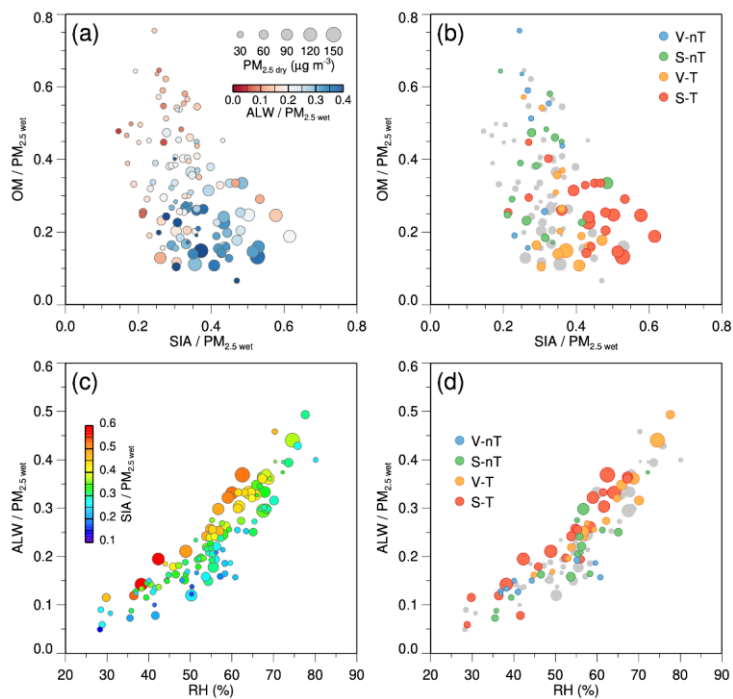 (a)
30 60 90 120 150
PM2.5 dry (μg m⁻³)
0.0 0.1 0.2 0.3 0.4
ALW / PM2.5 wet
0.8
0.6
0.4
0.2
0.0
OM / PM2.5 wet
0.0 0.2 0.4 0.6 0.8
SIA / PM2.5 wet
(b)
V-nT
S-nT
V-T
S-T
0.8
0.6
0.4
0.2
0.0
OM / PM2.5 wet
0.0 0.2 0.4 0.6 0.8
SIA / PM2.5 wet
(c)
0.6
0.5
0.4
0.3
0.2
0.1
SIA / PM2.5 wet
0.6
0.5
0.4
0.3
0.2
0.1
0.0
ALW / PM2.5 wet
20 30 40 50 60 70 80 90
RH (%)
(d)
V-nT
S-nT
V-T
S-T
0.6
0.5
0.4
0.3
0.2
0.1
0.0
ALW / PM2.5 wet
20 30 40 50 60 70 80 90
RH (%)